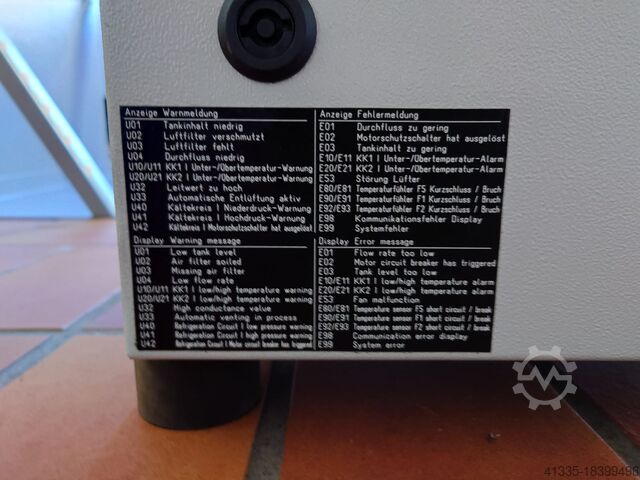 Anzeige Warnmeldung
U01 Tankinhalt niedrig
U02 Luftfilter verschmutzt
U03 Luftfilter fehlt
U04 Durchfluss niedrig
U10/U11 KK1 | Unter-/Übertemperatur-Warnung
U20/U21 KK2 | Unter-/Übertemperatur-Warnung
U32 Leitwert zu hoch
U33 Automatische Entlüftung aktiv
U40 Kältekreis | Niederdruck-Warnung
U41 Kältekreis | Hochdruck-Warnung
U42 Kältekreis | Motorschutzschalter hat ausgelöst
Anzeige Fehlermeldung
E01 Durchfluss zu gering
E02 Motorschutzschalter hat ausgelöst
E03 Tankinhalt zu gering
E10/E11 KK1 | Unter-/Übertemperatur-Alarm
E20/E21 KK2 | Unter-/Übertemperatur-Alarm
E53 Störung Lüfter
E80/E81 Temperaturfühler F5 Kurzschluss / Bruch
E90/E91 Temperaturfühler F1 Kurzschluss / Bruch
E92/E93 Temperaturfühler F2 Kurzschluss / Bruch
E98 Kommunikationsfehler Display
E99 Systemfehler
Display Warning message
U01 Low tank level
U02 Air filter soiled
U03 Missing air filter
U04 Low flow rate
U10/U11 KK1 | low/high temperature warning
U20/U21 KK2 | low/high temperature warning
U32 High conductance value
U33 Automatic venting in process
U40 Refrigeration Circuit | low pressure warning
U41 Refrigeration Circuit | high pressure warning
U42 Refrigeration Circuit | Motor circuit breaker has triggered
Display Error message
E01 Flow rate too low
E02 Motor circuit breaker has triggered
E03 Tank level too low
E10/E11 KK1 | low/high temperature alarm
E20/E21 KK2 | low/high temperature alarm
E53 Fan malfunction
E80/E81 Temperature sensor F5 short circuit / break
E90/E91 Temperature sensor F1 short circuit / break
E92/E93 Temperature sensor F2 short circuit / break
E98 Communication error display
E99 System error
41335-18399496